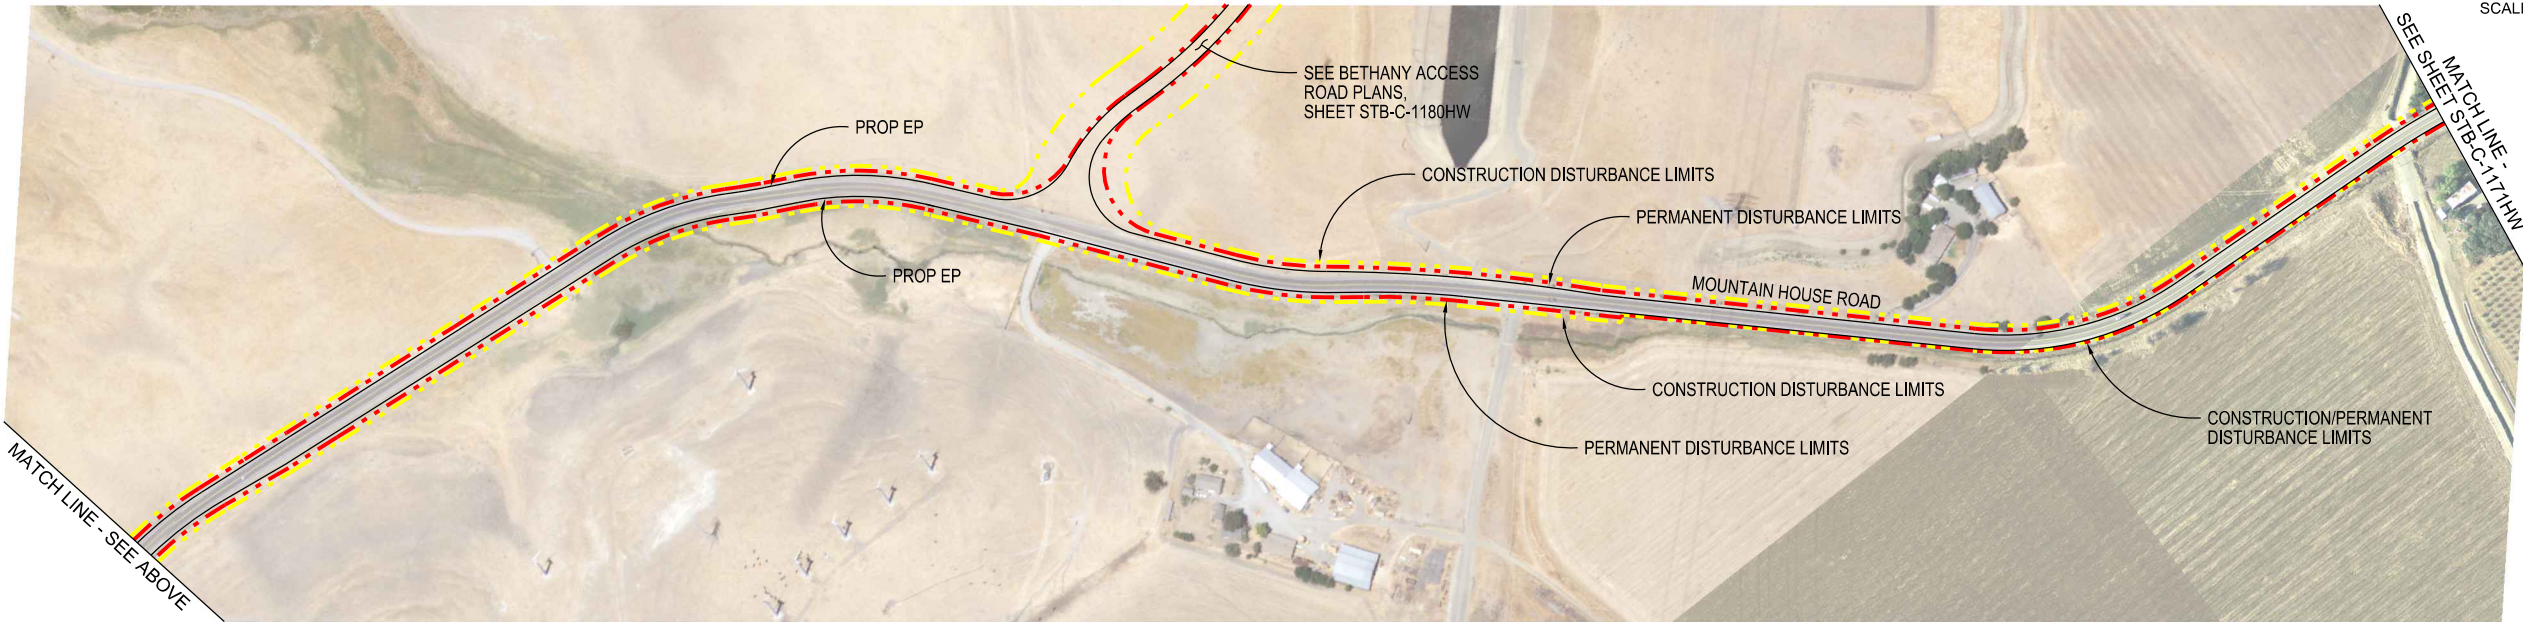 SCAL
SEE BETHANY ACCESS
ROAD PLANS,
SHEET STB-C-1180HW
PROP EP
PROP EP
CONSTRUCTION DISTURBANCE LIMITS
PERMANENT DISTURBANCE LIMITS
MOUNTAIN HOUSE ROAD
CONSTRUCTION DISTURBANCE LIMITS
PERMANENT DISTURBANCE LIMITS
CONSTRUCTION/PERMANENT
DISTURBANCE LIMITS
MATCH LINE -
SEE SHEET STB-C-1171HW
MATCH LINE - SEE ABOVE